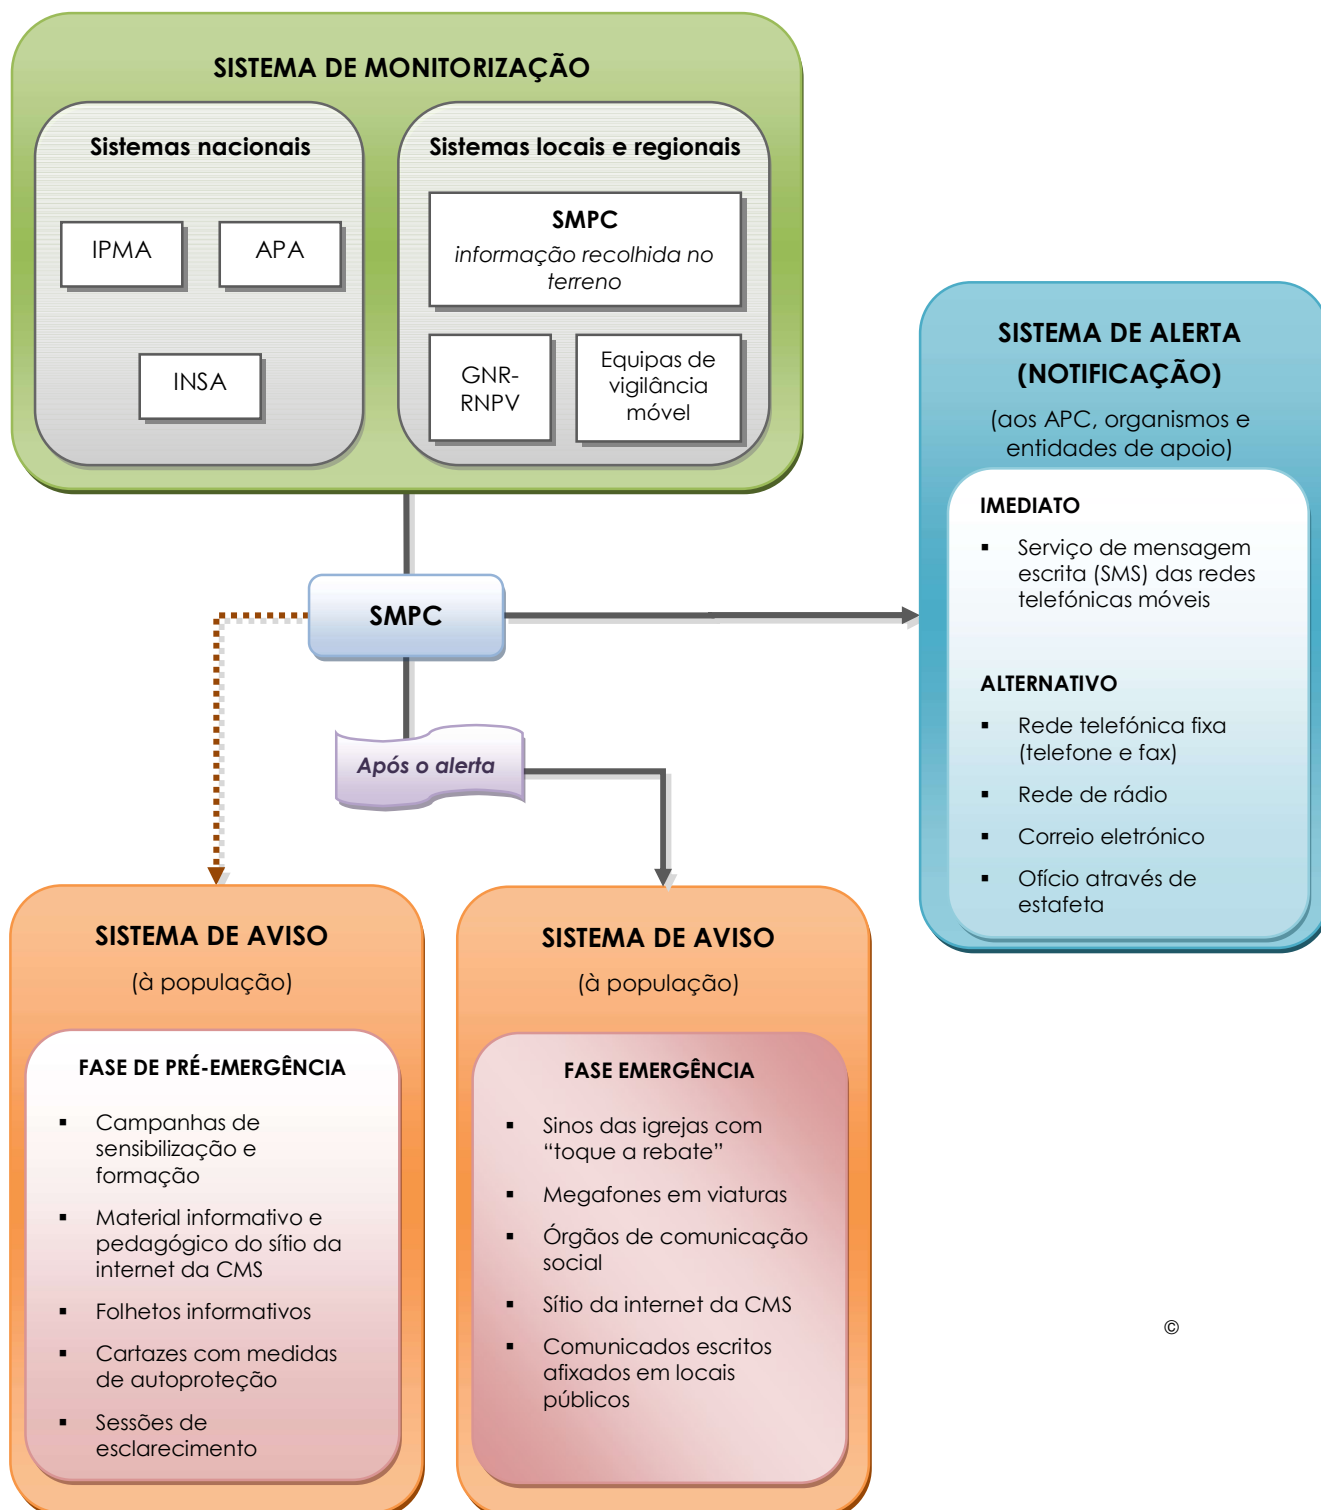 SISTEMA DE MONITORIZAÇÃO
Sistemas nacionais
IPMA
APA
INSA
Sistemas locais e regionais
SMPC
informação recolhida no
terreno
GNR-
RNPV
Equipas de
vigilância
móvel
SISTEMA DE ALERTA
(NOTIFICAÇÃO)
(aos APC, organismos e
entidades de apoio)
IMEDIATO
▪ Serviço de mensagem
escrita (SMS) das redes
telefónicas móveis
ALTERNATIVO
▪ Rede telefónica fixa
(telefone e fax)
▪ Rede de rádio
▪ Correio eletrónico
▪ Ofício através de
estafeta
SMPC
Após o alerta
SISTEMA DE AVISO
(à população)
FASE DE PRÉ-EMERGÊNCIA
▪ Campanhas de
sensibilização e
formação
▪ Material informativo e
pedagógico do sítio da
internet da CMS
▪ Folhetos informativos
▪ Cartazes com medidas
de autoproteção
▪ Sessões de
esclarecimento
SISTEMA DE AVISO
(à população)
FASE EMERGÊNCIA
▪ Sinos das igrejas com
“toque a rebate”
▪ Megafones em viaturas
▪ Órgãos de comunicação
social
▪ Sítio da internet da CMS
▪ Comunicados escritos
afixados em locais
públicos
©